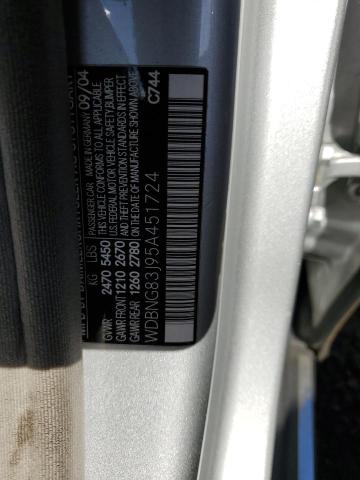 PASSENGER CAR MADE IN GERMANY 09/04
KG LBS THIS VEHICLE CONFORMS TO ALL APPLICABLE
GVWR 2470 5450 U.S. FEDERAL MOTOR VEHICLE SAFETY BUMPER
GAWR FRONT 1210 2670 AND THEFT PREVENTION STANDARDS IN EFFECT
GAWR REAR 1260 2780 ON THE DATE OF MANUFACTURE SHOWN ABOVE
WDBNG83J95A451724 C744